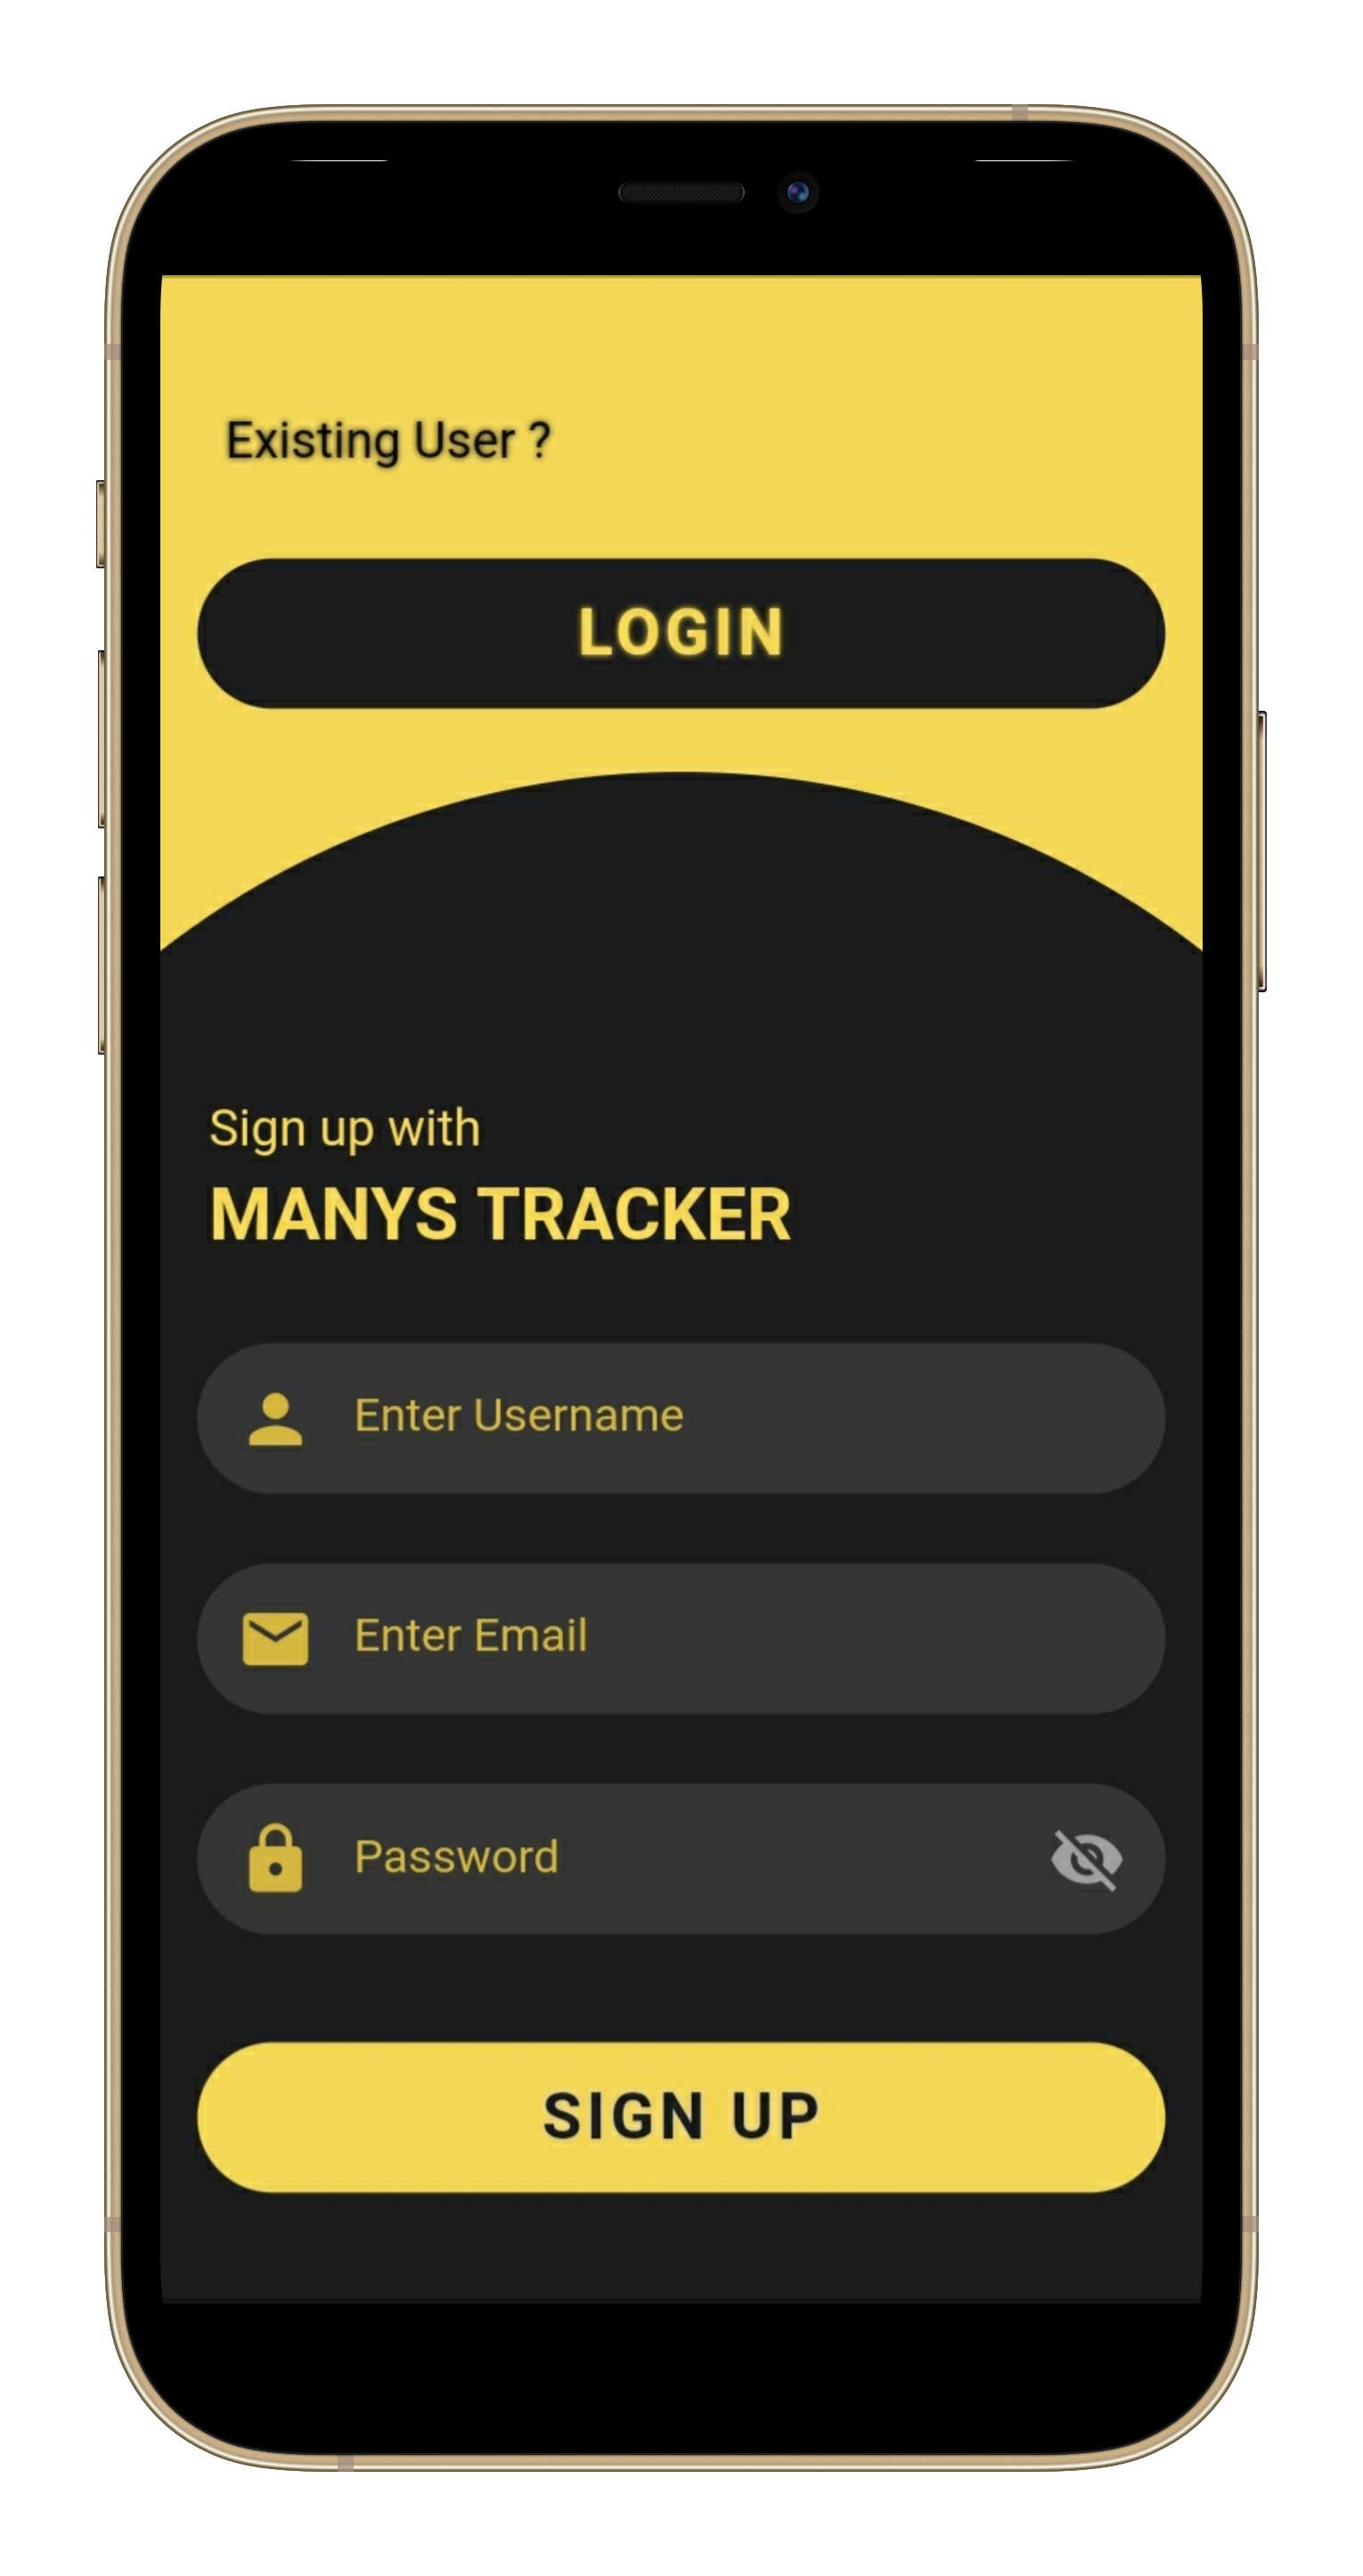 Existing User ?
LOGIN
Sign up with
MANYS TRACKER
Enter Username
Enter Email
Password
SIGN UP